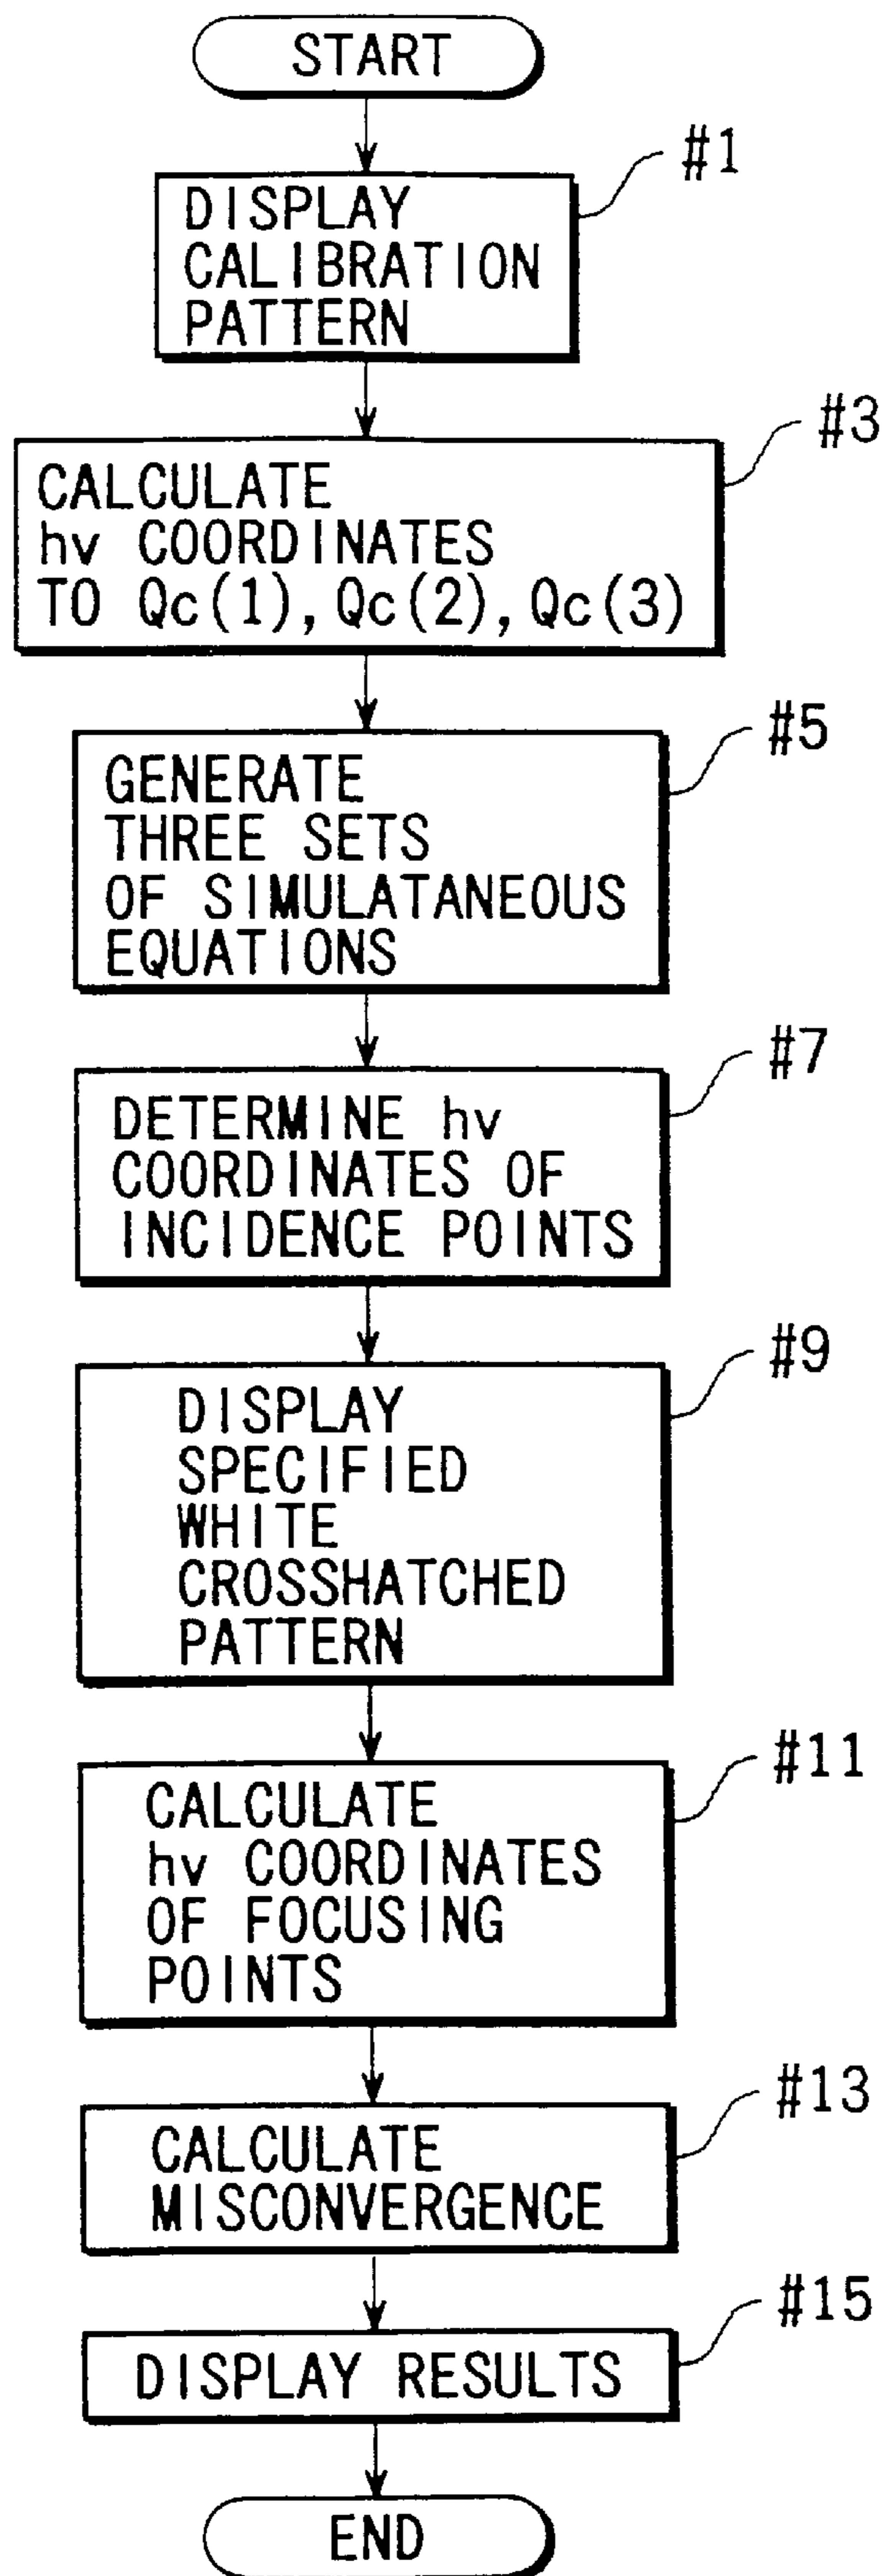 START
#1
DISPLAY
CALIBRATION
PATTERN
#3
CALCULATE
hv COORDINATES
TO Qc(1), Qc(2), Qc(3)
#5
GENERATE
THREE SETS
OF SIMULATANEOUS
EQUATIONS
#7
DETERMINE hv
COORDINATES OF
INCIDENCE POINTS
#9
DISPLAY
SPECIFIED
WHITE
CROSSHATCHED
PATTERN
#11
CALCULATE
hv COORDINATES
OF FOCUSING
POINTS
#13
CALCULATE
MISCONVERGENCE
#15
DISPLAY RESULTS
END